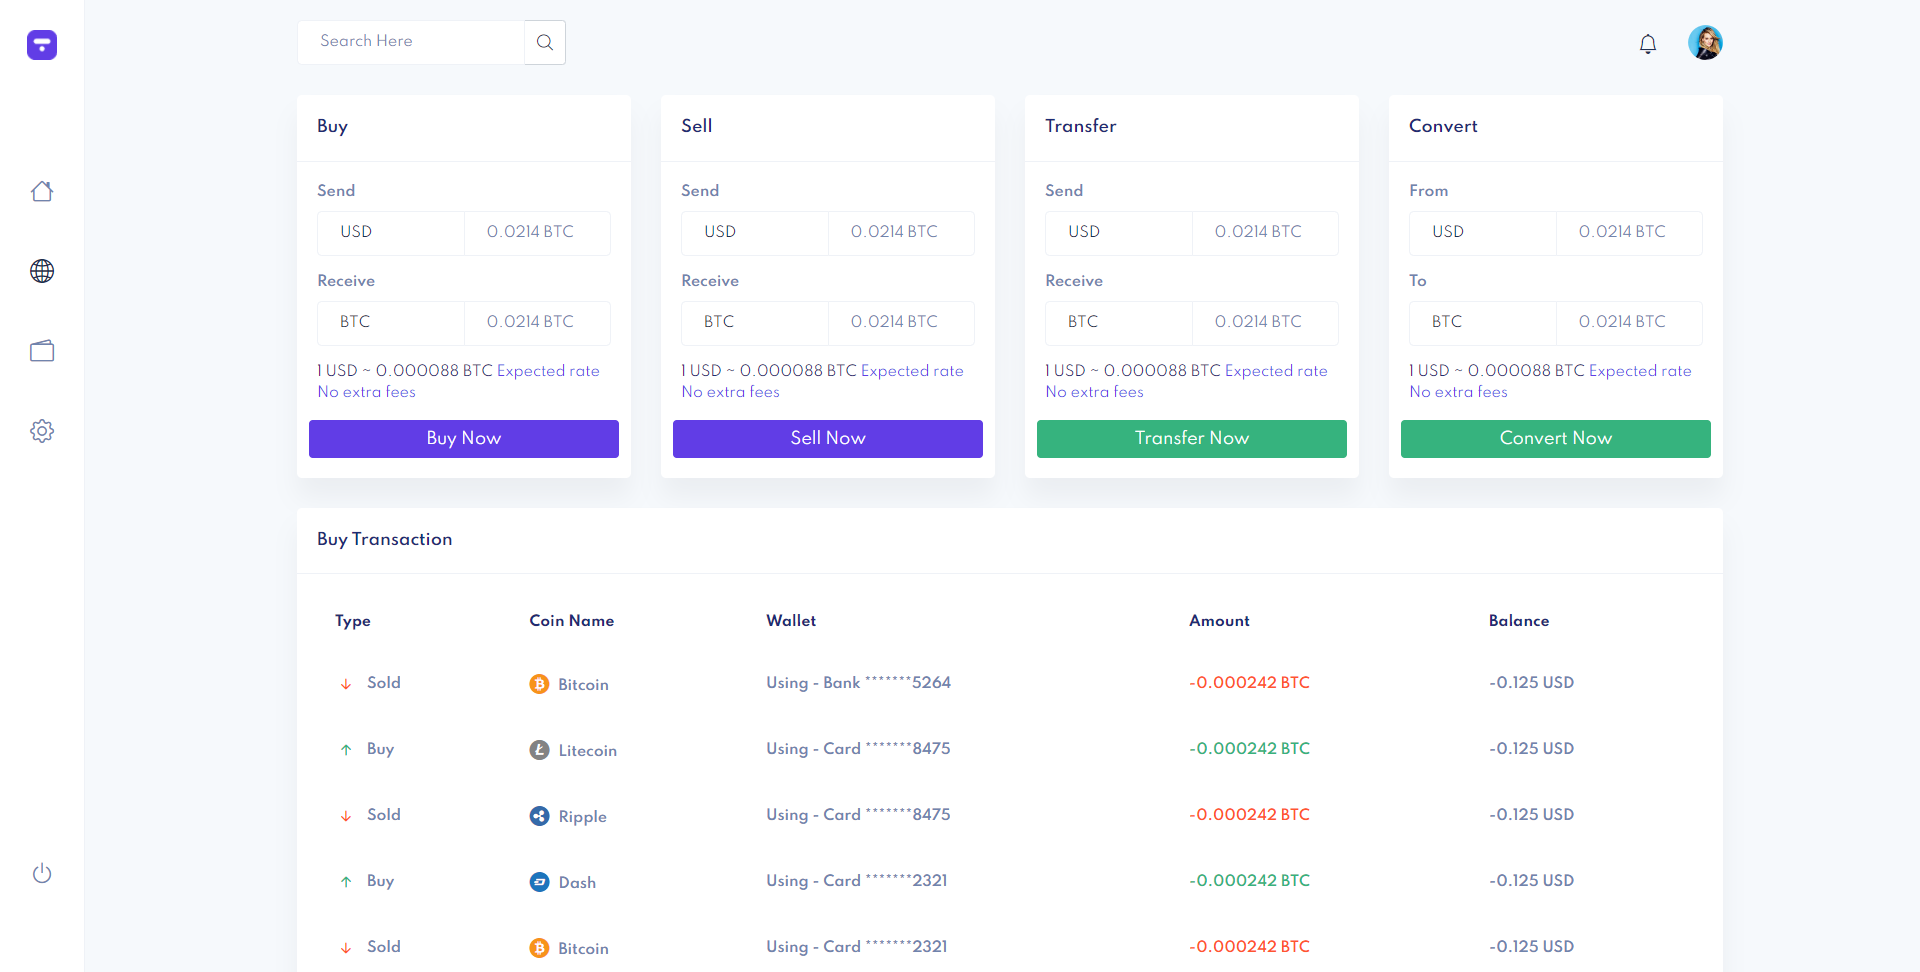 Search Here
Buy
Send
USD 0.0214 BTC
Receive
BTC 0.0214 BTC
1 USD ~ 0.000088 BTC Expected rate
No extra fees
Buy Now
Sell
Send
USD 0.0214 BTC
Receive
BTC 0.0214 BTC
1 USD ~ 0.000088 BTC Expected rate
No extra fees
Sell Now
Transfer
Send
USD 0.0214 BTC
Receive
BTC 0.0214 BTC
1 USD ~ 0.000088 BTC Expected rate
No extra fees
Transfer Now
Convert
From
USD 0.0214 BTC
To
BTC 0.0214 BTC
1 USD ~ 0.000088 BTC Expected rate
No extra fees
Convert Now
Buy Transaction
Type Coin Name Wallet Amount Balance
Sold Bitcoin Using - Bank *******5264 -0.000242 BTC -0.125 USD
Buy Litecoin Using - Card *******8475 -0.000242 BTC -0.125 USD
Sold Ripple Using - Card *******8475 -0.000242 BTC -0.125 USD
Buy Dash Using - Card *******2321 -0.000242 BTC -0.125 USD
Sold Bitcoin Using - Card *******2321 -0.000242 BTC -0.125 USD